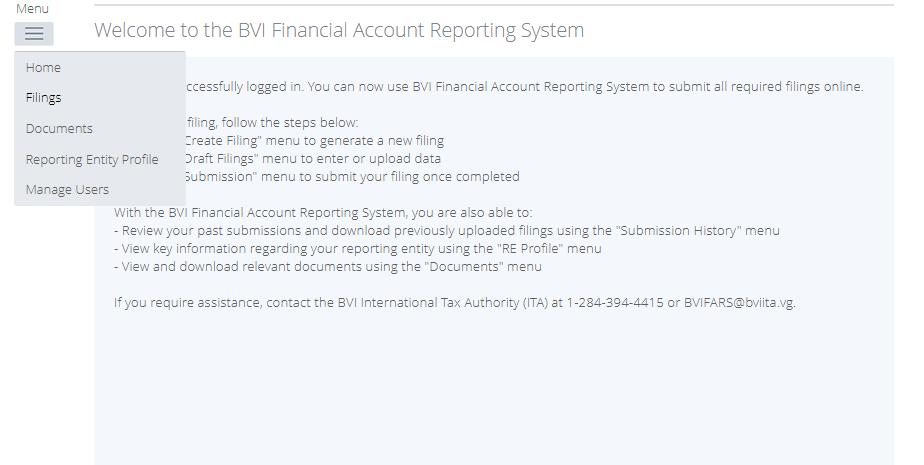 Menu
Welcome to the BVI Financial Account Reporting System
Home
Filings
Documents
Reporting Entity Profile
Manage Users
successfully logged in. You can now use BVI Financial Account Reporting System to submit all required filings online.
filing, follow the steps below:
"Create Filing" menu to generate a new filing
"Draft Filings" menu to enter or upload data
"Submission" menu to submit your filing once completed
With the BVI Financial Account Reporting System, you are also able to:
- Review your past submissions and download previously uploaded filings using the "Submission History" menu
- View key information regarding your reporting entity using the "RE Profile" menu
- View and download relevant documents using the "Documents" menu
If you require assistance, contact the BVI International Tax Authority (ITA) at 1-284-394-4415 or BVIFARS@bviita.vg.